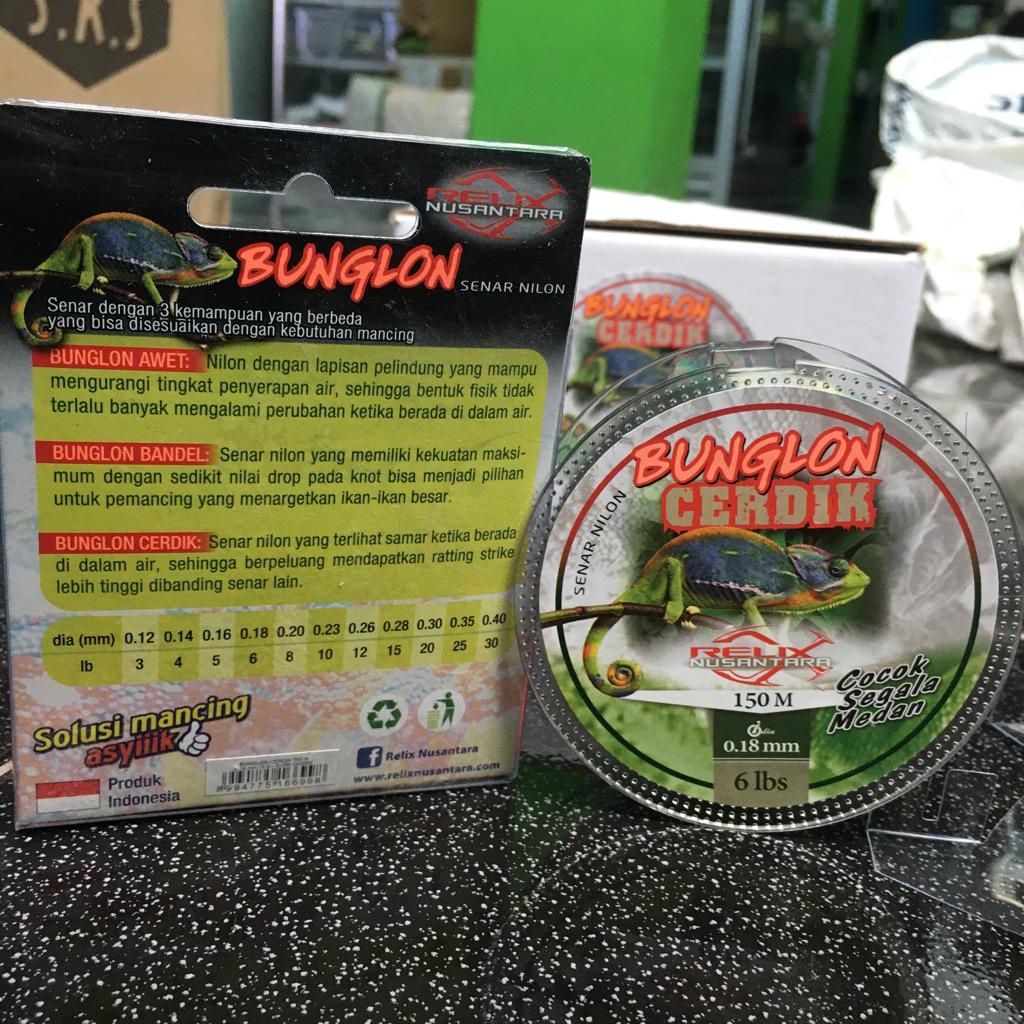 S.K.S
RELIX
NUSANTARA
BUNGLON
SENAR NILON
Senar dengan 3 kemampuan yang berbeda
yang bisa disesuaikan dengan kebutuhan mancing
BUNGLON AWET: Nilon dengan lapisan pelindung yang mampu
mengurangi tingkat penyerapan air, sehingga bentuk fisik tidak
terlalu banyak mengalami perubahan ketika berada di dalam air.
BUNGLON BANDEL: Senar nilon yang memiliki kekuatan maksi-
mum dengan sedikit nilai drop pada knot bisa menjadi pilihan
untuk pemancing yang menargetkan ikan-ikan besar.
BUNGLON CERDIK: Senar nilon yang terlihat samar ketika berada
di dalam air, sehingga berpeluang mendapatkan ratting strike
lebih tinggi dibanding senar lain.
dia (mm) 0.12 0.14 0.16 0.18 0.20 0.23 0.26 0.28 0.30 0.35 0.40
lb 3 4 5 6 8 10 12 15 20 25 30
Solusi mancing
asyiiik
Produk
Indonesia
BUNGLON CERDIK 150 M
8994775166998
Relix Nusantara
www.relixnusantara.com
BUNGLON
CERDIK
BUNGLON
CERDIK
SENAR NILON
RELIX
NUSANTARA
150 M
Cocok
Segala
Medan
dia
0.18 mm
6 lbs